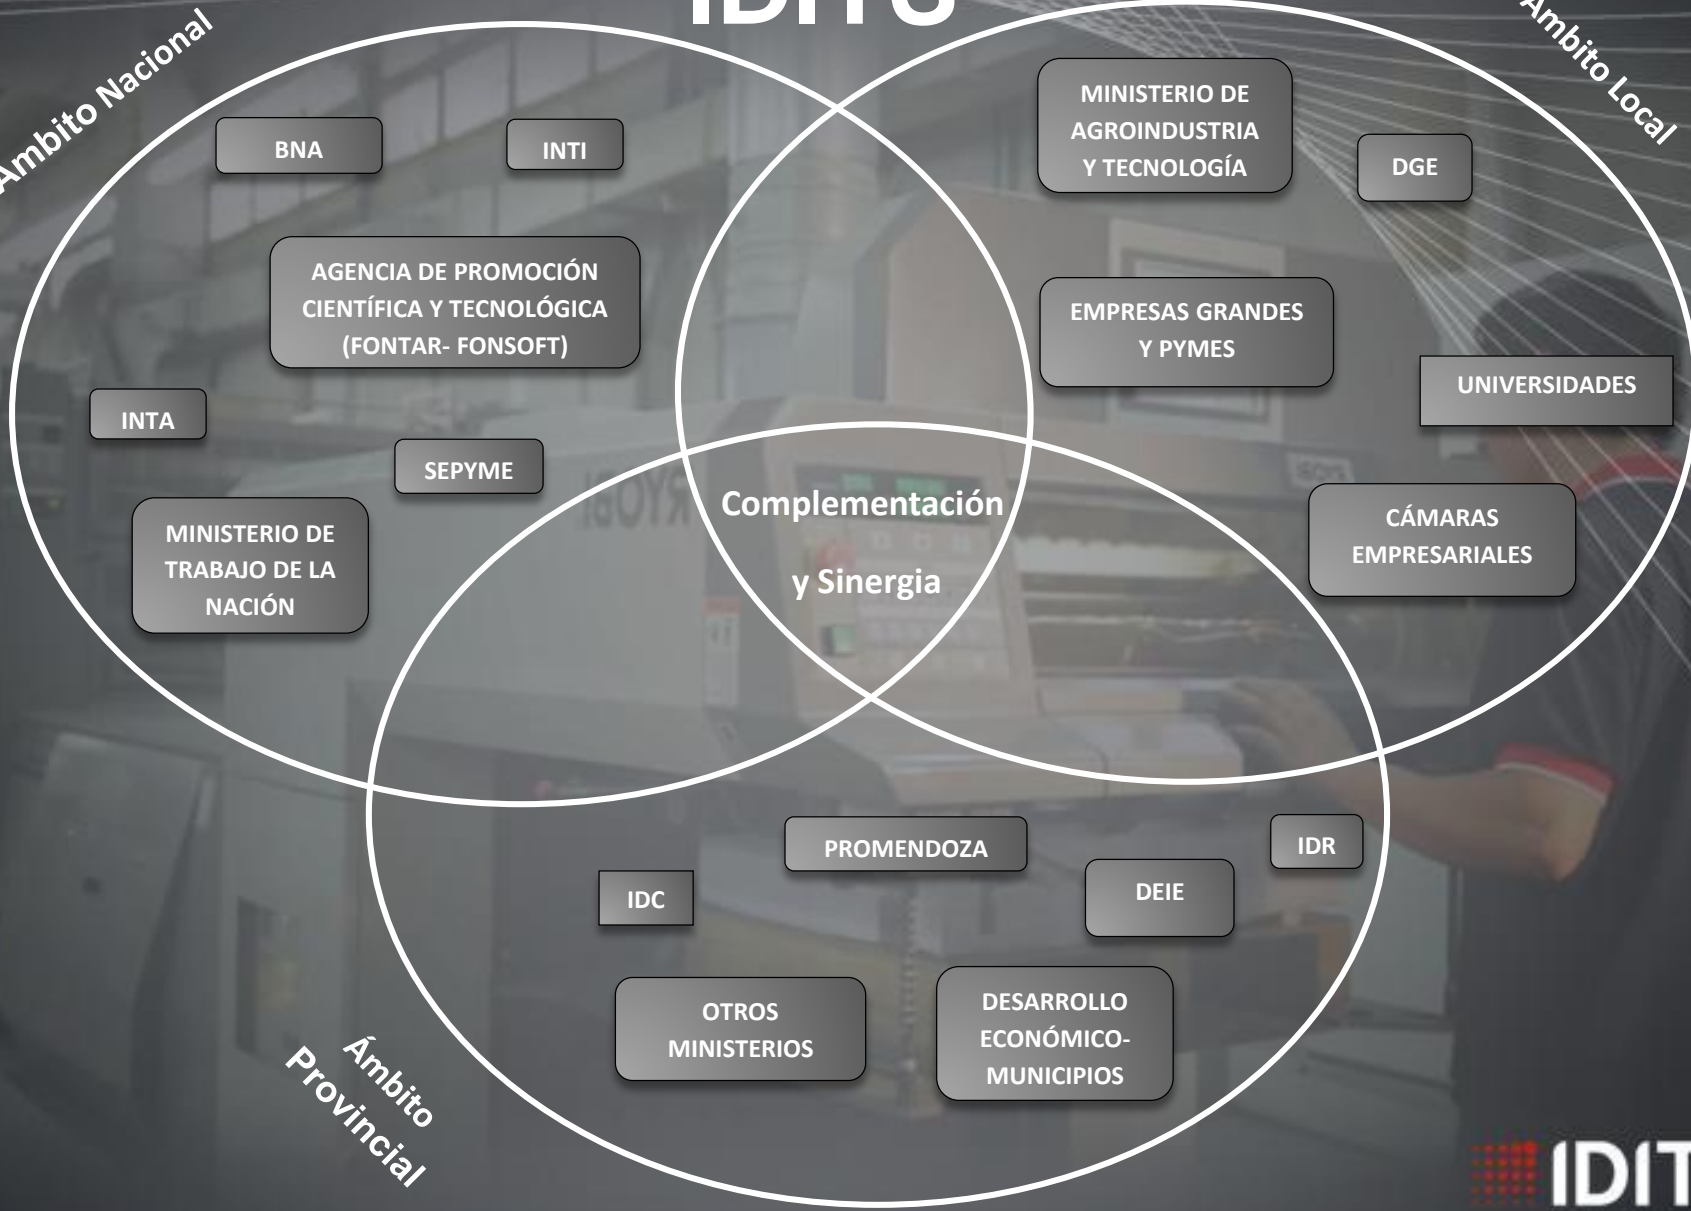 IDITS
Ámbito Nacional
BNA
INTI
AGENCIA DE PROMOCIÓN
CIENTÍFICA Y TECNOLÓGICA
(FONTAR- FONSOFT)
INTA
SEPYME
MINISTERIO DE
TRABAJO DE LA
NACIÓN
Ámbito Local
MINISTERIO DE
AGROINDUSTRIA
Y TECNOLOGÍA
DGE
EMPRESAS GRANDES
Y PYMES
UNIVERSIDADES
CÁMARAS
EMPRESARIALES
Complementación
y Sinergia
RYOBI
PROMENDOZA
IDR
IDC
DEIE
OTROS
MINISTERIOS
DESARROLLO
ECONÓMICO-
MUNICIPIOS
Ámbito
Provincial
IDIT